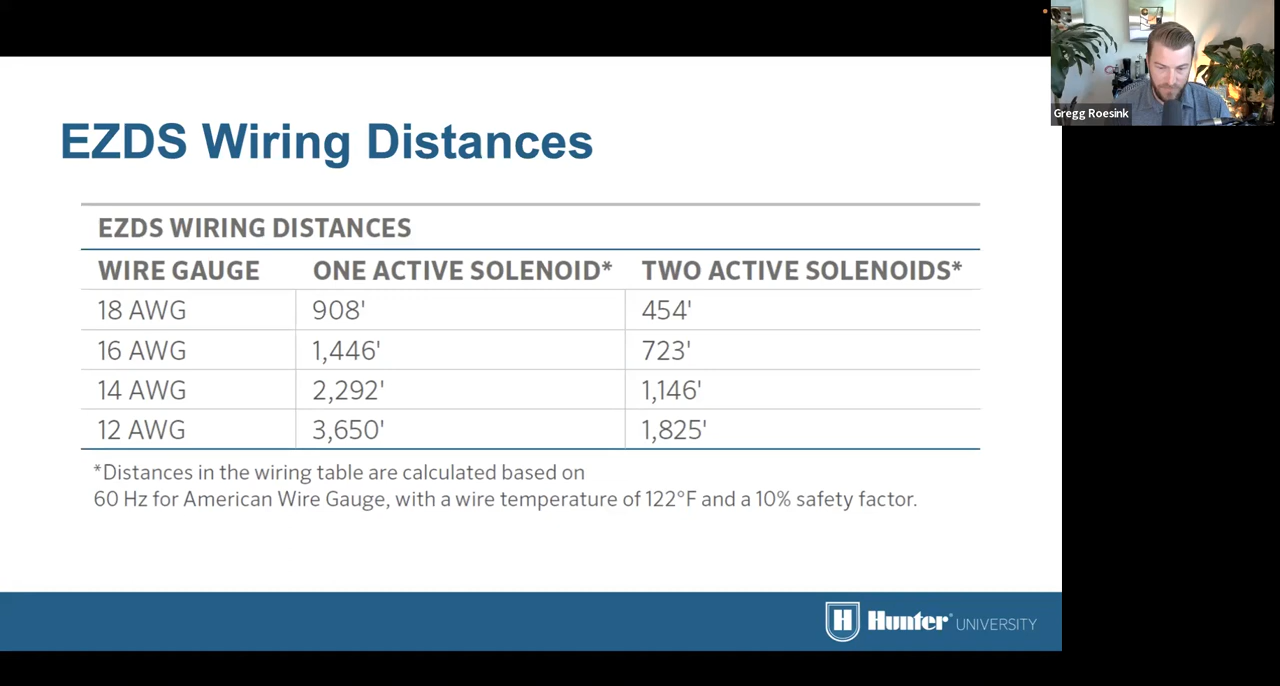 Gregg Roesink
EZDS Wiring Distances
EZDS WIRING DISTANCES
WIRE GAUGE ONE ACTIVE SOLENOID* TWO ACTIVE SOLENOIDS*
18 AWG 908' 454'
16 AWG 1,446' 723'
14 AWG 2,292' 1,146'
12 AWG 3,650' 1,825'
*Distances in the wiring table are calculated based on
60 Hz for American Wire Gauge, with a wire temperature of 122°F and a 10% safety factor.
H Hunter® UNIVERSITY